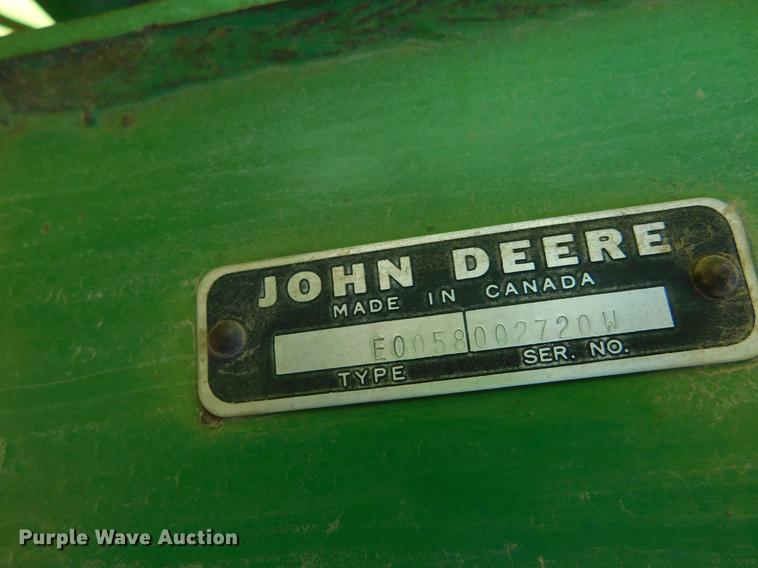 JOHN DEERE
MADE IN CANADA
E0058002720W
TYPE SER. NO.
Purple Wave Auction